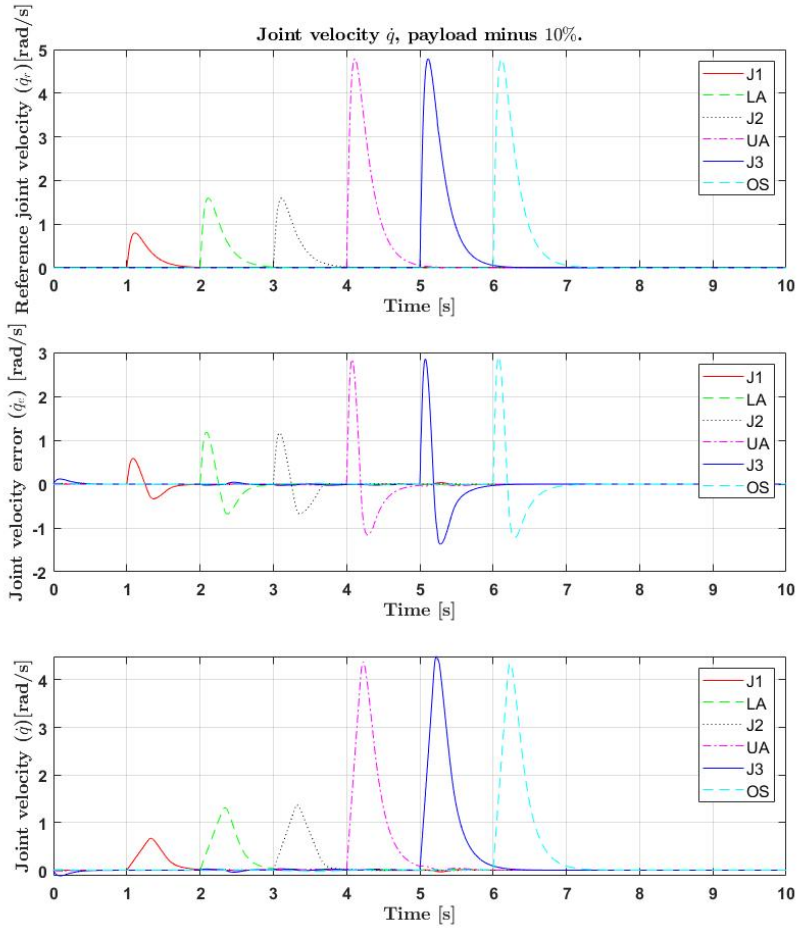 Joint velocity q̇, payload minus 10%.
Reference joint velocity (q̇r)[rad/s]
5
4
3
2
1
0
0 1 2 3 4 5 6 7 8 9 10
Time [s]
J1
LA
J2
UA
J3
OS
Joint velocity error (q̇e) [rad/s]
3
2
1
0
-1
-2
0 1 2 3 4 5 6 7 8 9 10
Time [s]
J1
LA
J2
UA
J3
OS
Joint velocity (q̇)[rad/s]
4
3
2
1
0
0 1 2 3 4 5 6 7 8 9 10
Time [s]
J1
LA
J2
UA
J3
OS